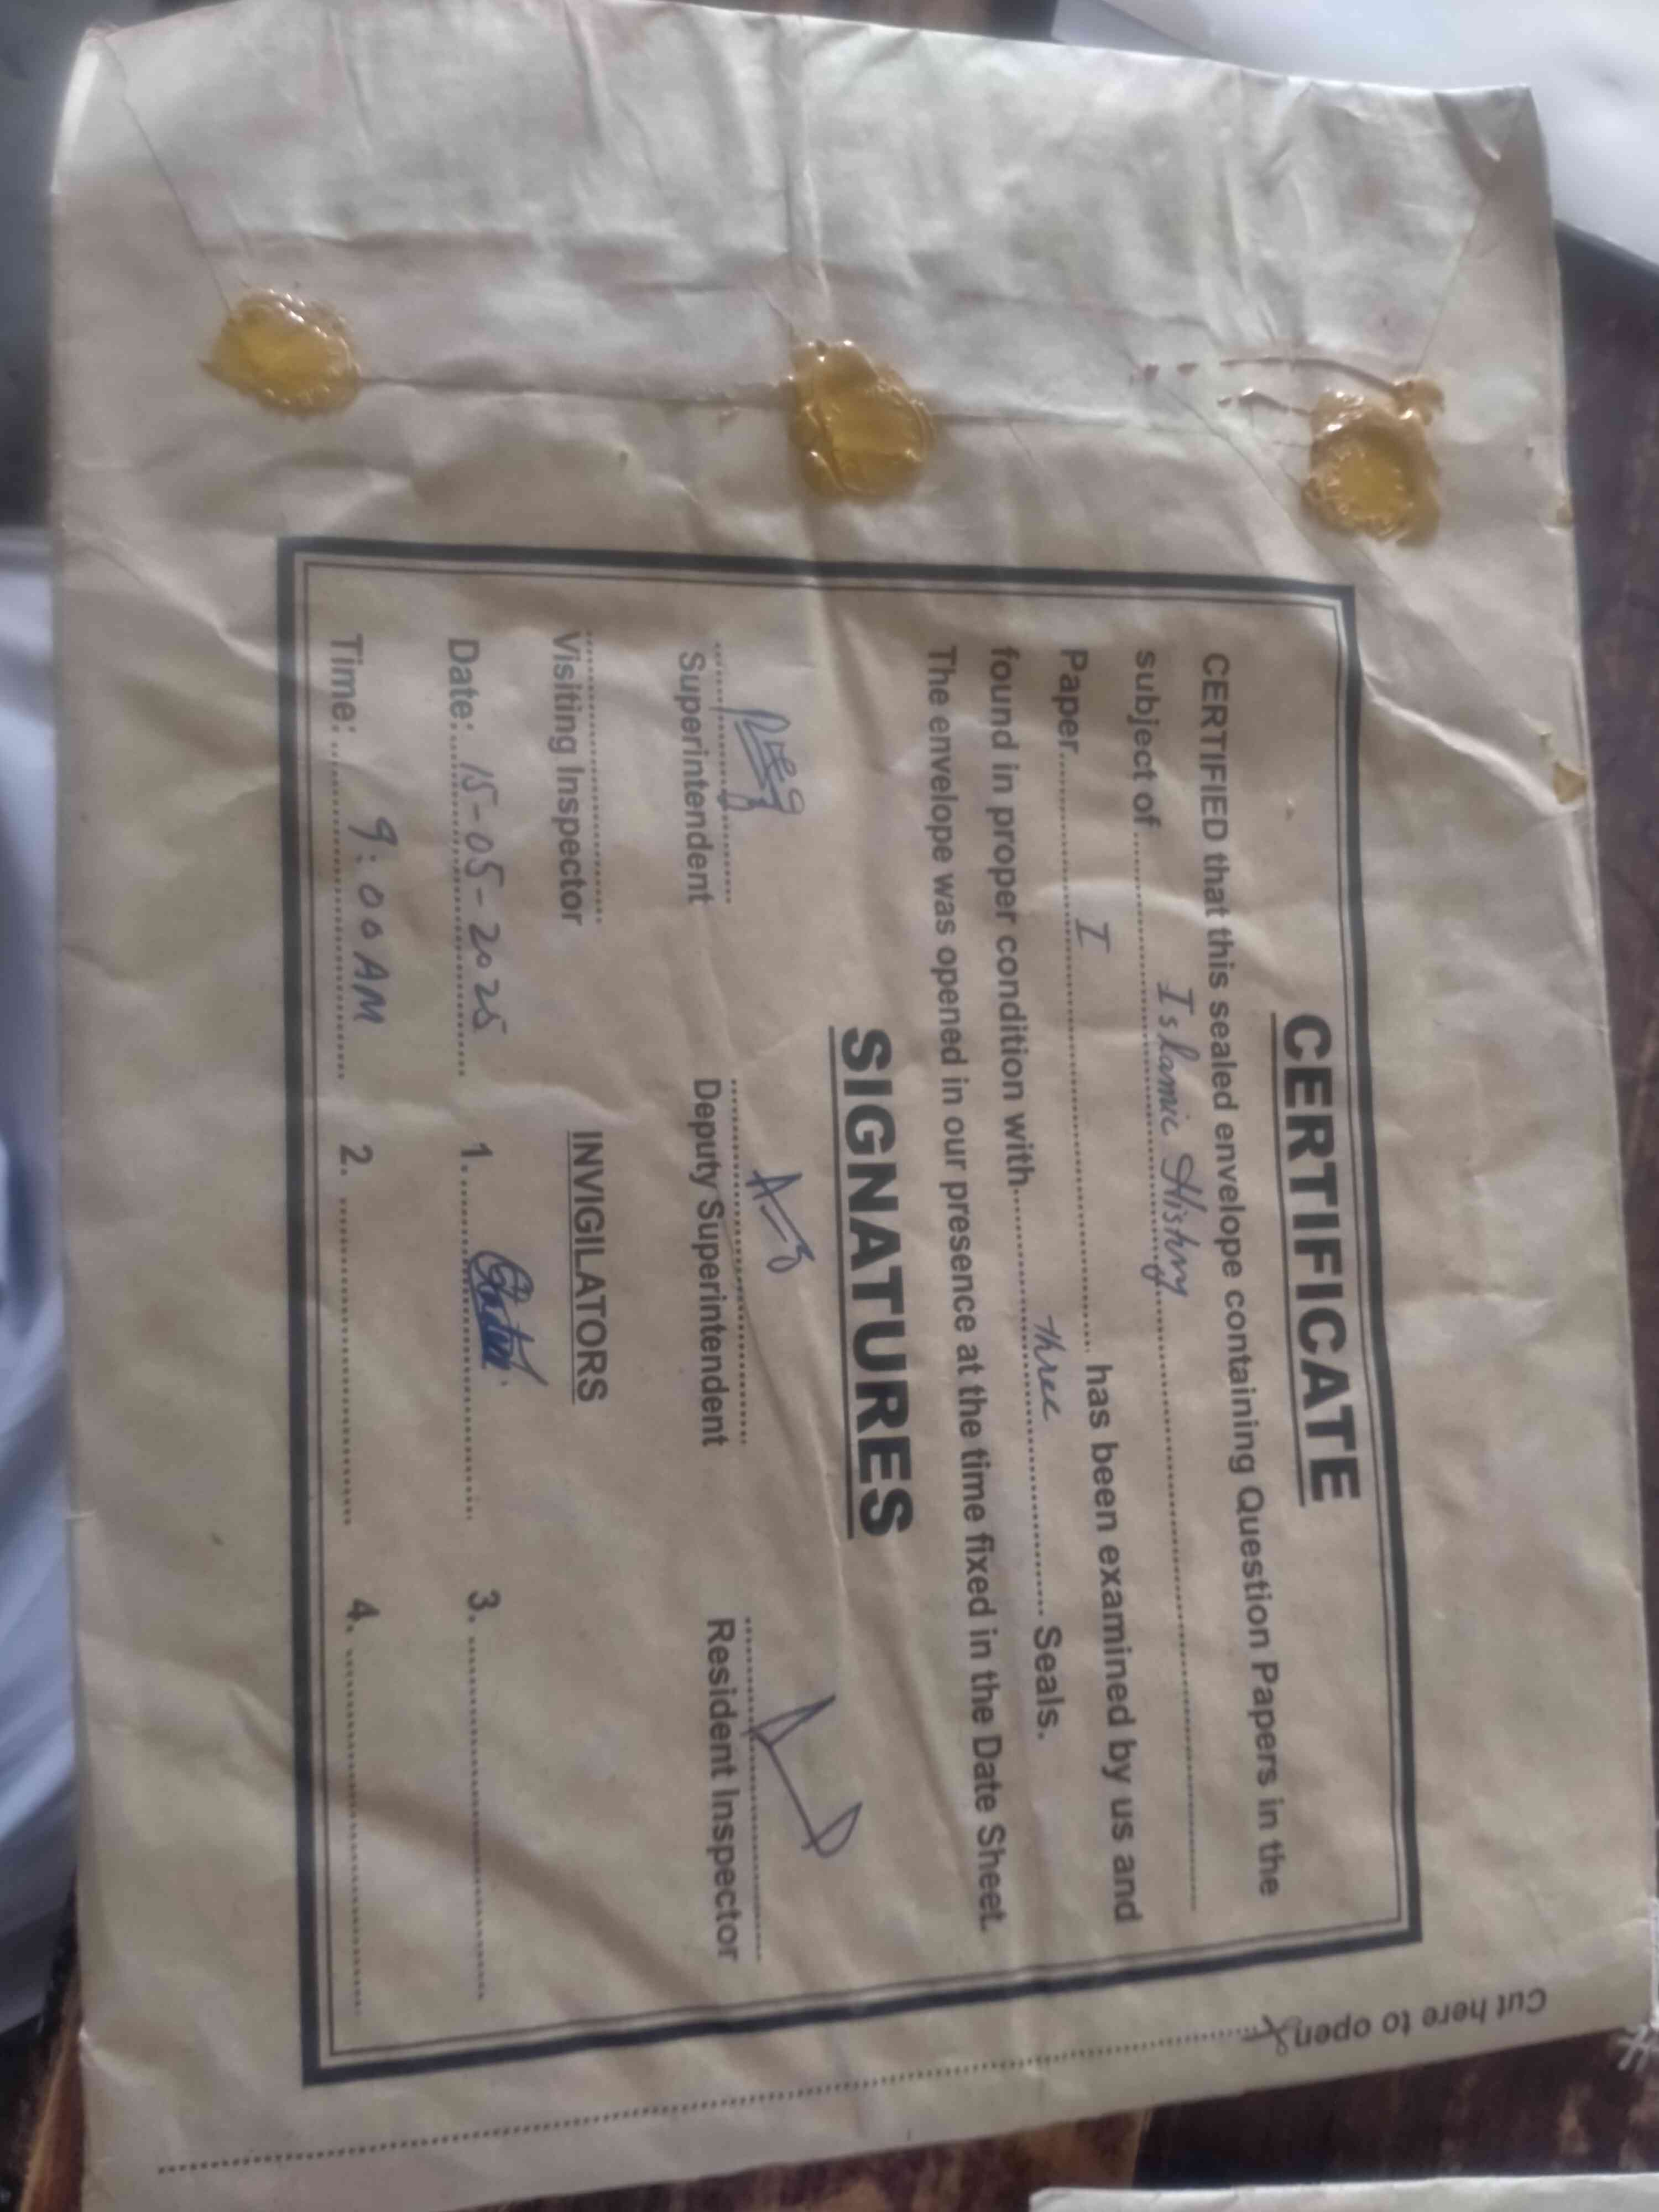 CERTIFICATE
CERTIFIED that this sealed envelope containing Question Papers in the
subject of Islamic History
Paper I has been examined by us and
found in proper condition with three Seals.
The envelope was opened in our presence at the time fixed in the Date Sheet.
SIGNATURES
Superintendent Deputy Superintendent Resident Inspector
Visiting Inspector INVIGILATORS
Date: 15-05-2025 1. 3.
Time: 9:00 AM 2. 4.
Cut here to open